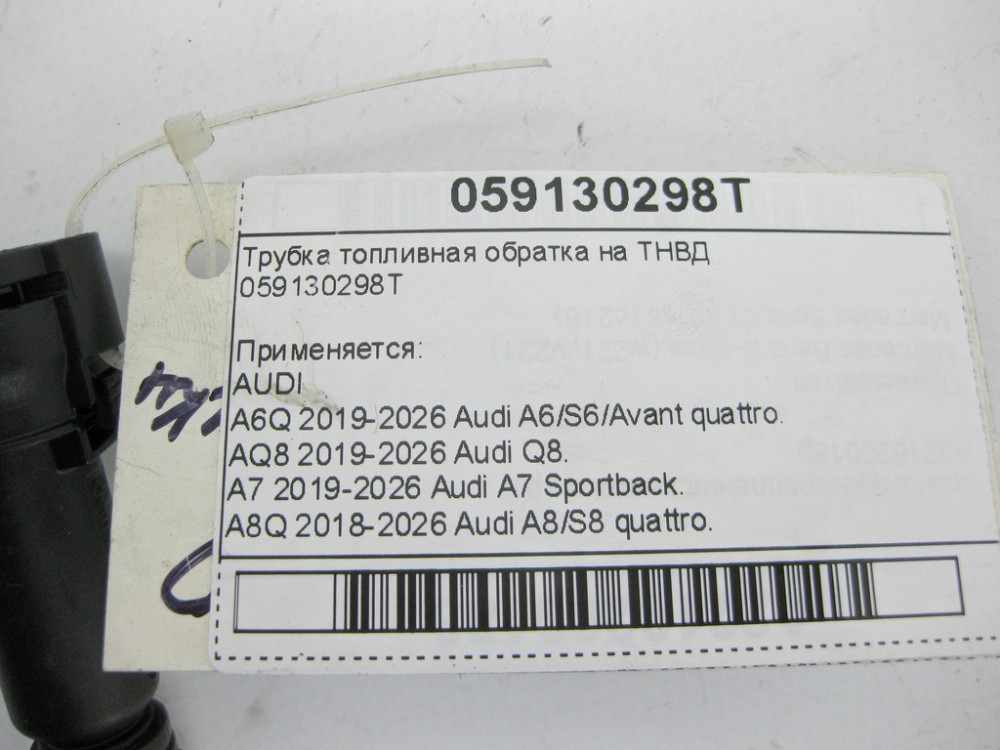 059130298T
Трубка топливная обратка на ТНВД
059130298T
Применяется:
AUDI
A6Q 2019-2026 Audi A6/S6/Avant quattro.
AQ8 2019-2026 Audi Q8.
A7 2019-2026 Audi A7 Sportback.
A8Q 2018-2026 Audi A8/S8 quattro.